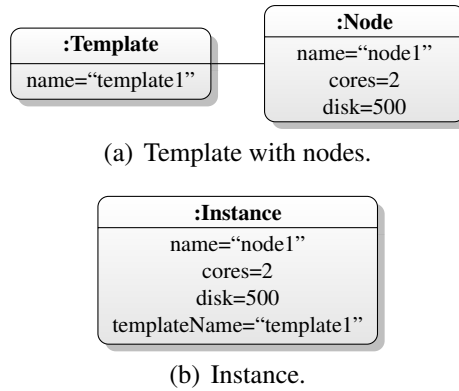 :Template
name=“template1”
:Node
name=“node1”
cores=2
disk=500
(a) Template with nodes.
:Instance
name=“node1”
cores=2
disk=500
templateName=“template1”
(b) Instance.